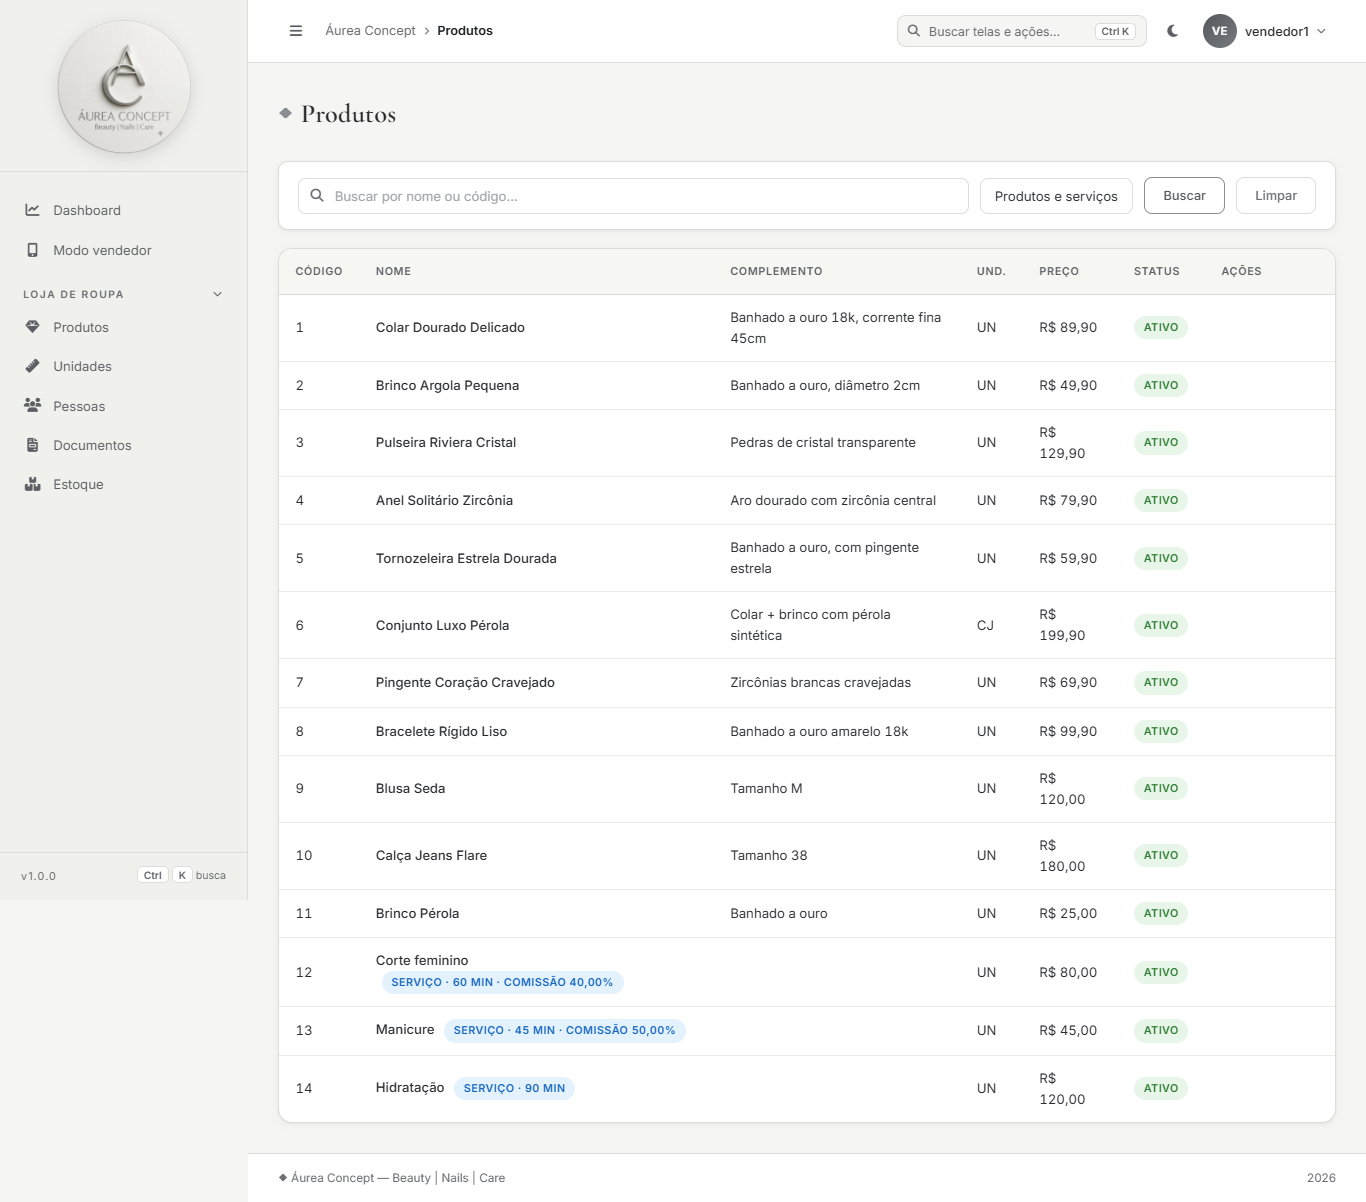 ÁUREA CONCEPT
Beauty | Nails | Care
Áurea Concept
Produtos
Buscar telas e ações...
Ctrl K
VE
vendedor1
Dashboard
Modo vendedor
LOJA DE ROUPA
Produtos
Unidades
Pessoas
Documentos
Estoque
v1.0.0
Ctrl K busca
Produtos
Buscar por nome ou código...
Produtos e serviços
Buscar
Limpar
CÓDIGO NOME COMPLEMENTO UND. PREÇO STATUS AÇÕES
1 Colar Dourado Delicado Banhado a ouro 18k, corrente fina
45cm UN R$ 89,90 ATIVO
2 Brinco Argola Pequena Banhado a ouro, diâmetro 2cm UN R$ 49,90 ATIVO
3 Pulseira Riviera Cristal Pedras de cristal transparente UN R$
129,90 ATIVO
4 Anel Solitário Zircônia Aro dourado com zircônia central UN R$ 79,90 ATIVO
5 Tornozeleira Estrela Dourada Banhado a ouro, com pingente
estrela UN R$ 59,90 ATIVO
6 Conjunto Luxo Pérola Colar + brinco com pérola
sintética CJ R$
199,90 ATIVO
7 Pingente Coração Cravejado Zircônias brancas cravejadas UN R$ 69,90 ATIVO
8 Bracelete Rígido Liso Banhado a ouro amarelo 18k UN R$ 99,90 ATIVO
9 Blusa Seda Tamanho M UN R$
120,00 ATIVO
10 Calça Jeans Flare Tamanho 38 UN R$
180,00 ATIVO
11 Brinco Pérola Banhado a ouro UN R$ 25,00 ATIVO
12 Corte feminino
SERVIÇO · 60 MIN · COMISSÃO 40,00% UN R$ 80,00 ATIVO
13 Manicure SERVIÇO · 45 MIN · COMISSÃO 50,00% UN R$ 45,00 ATIVO
14 Hidratação SERVIÇO · 90 MIN UN R$
120,00 ATIVO
Áurea Concept — Beauty | Nails | Care
2026